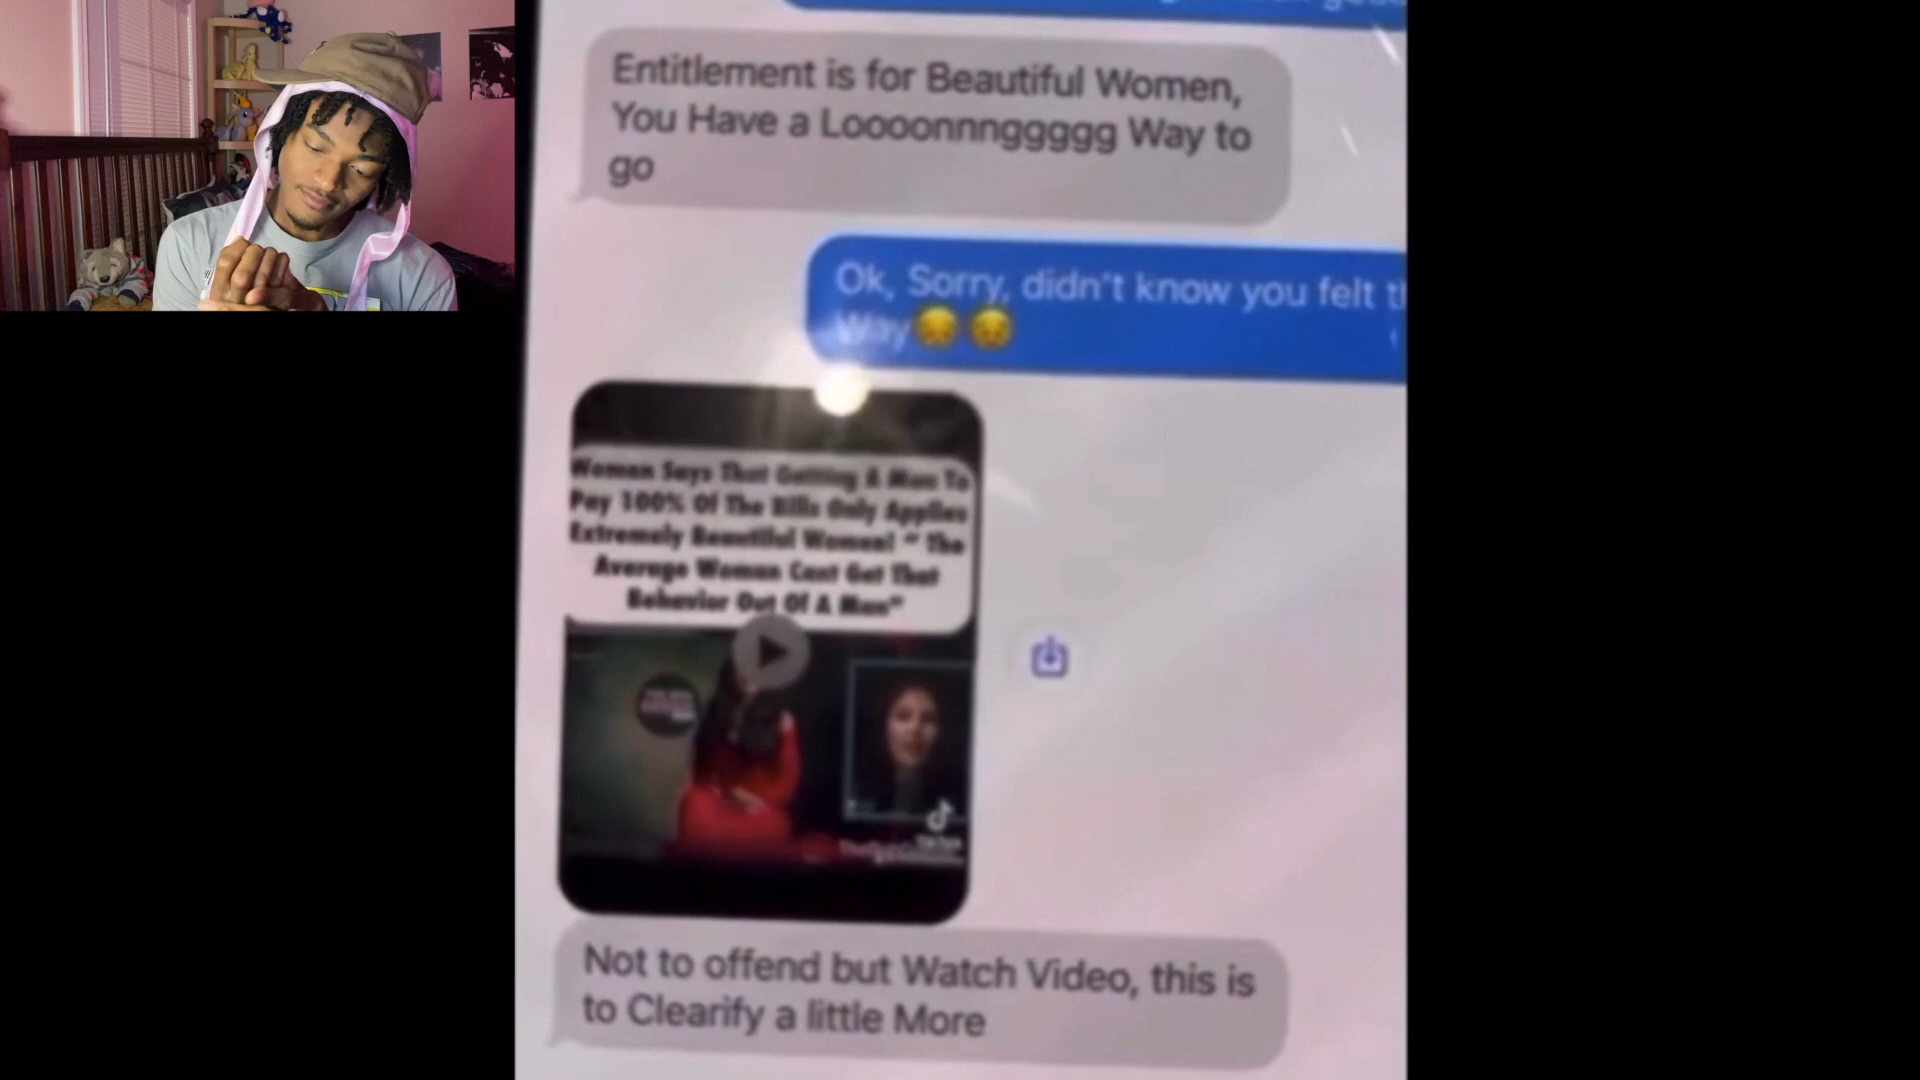 Entitlement is for Beautiful Women,
You Have a Loooonnnggggg Way to
go
Ok, Sorry, didn't know you felt
Way😔😔
Woman Says That Getting A Man To
Pay 100% Of The Bills Only Applies
Extremely Beautiful Women! " The
Average Woman Cant Get That
Behavior Out Of A Man"
Not to offend but Watch Video, this is
to Clearify a little More